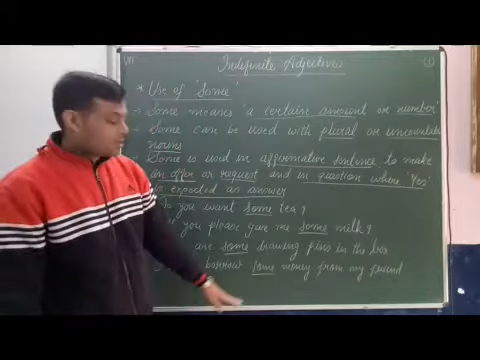 VII
Indefinite Adjectives
①
* Use of 'Some'
Some means 'a certain amount or number'
Some can be used with plural or uncountable
nouns
Some is used in affirmative sentence to make
an offer or request and in question where 'Yes'
is expected as answer
you want some tea?
you please give me some milk?
are some drawing pins in the box
borrow some money from my friend